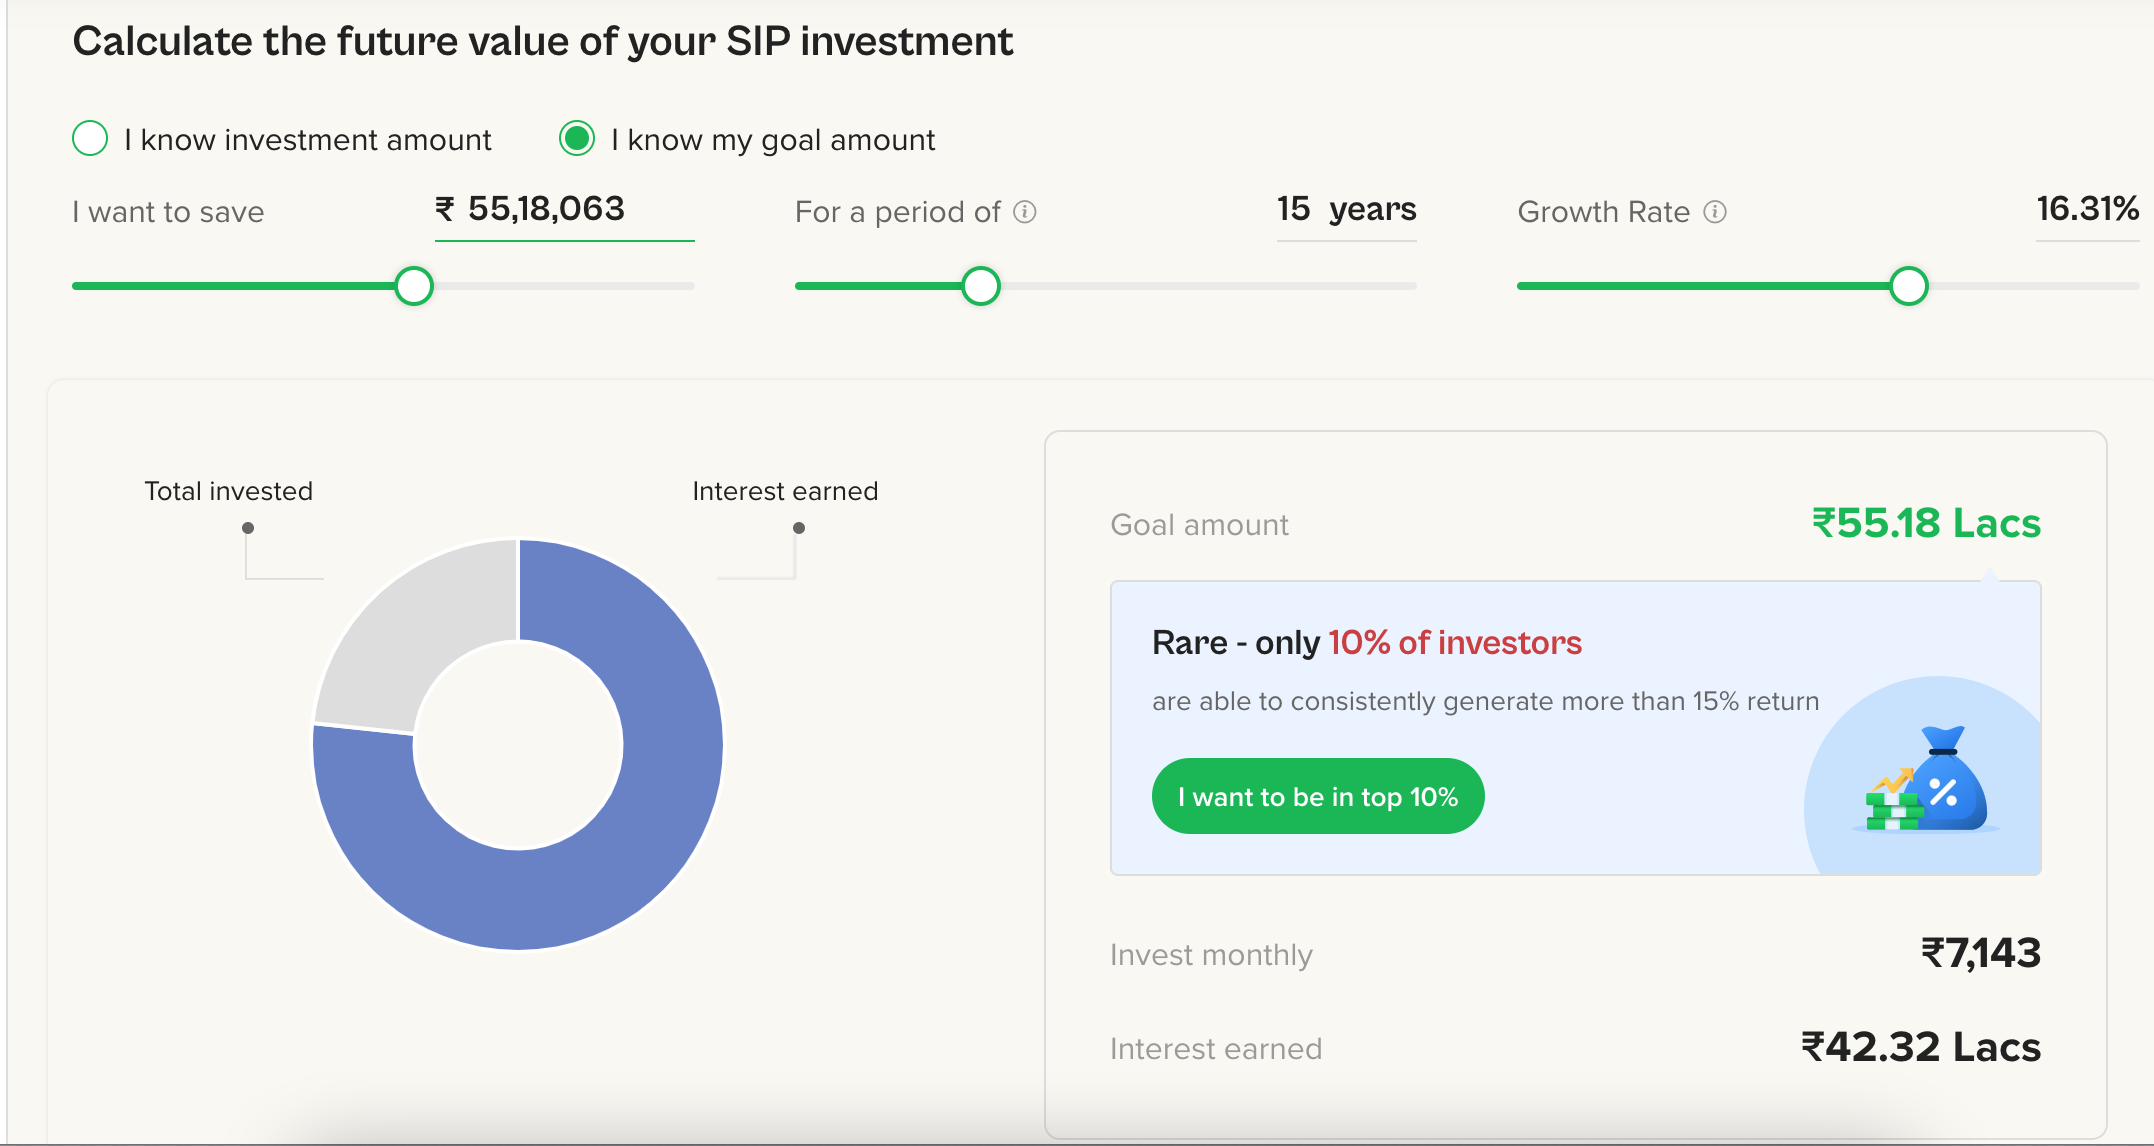 Calculate the future value of your SIP investment
I know investment amount
I know my goal amount
I want to save
₹ 55,18,063
For a period of
15 years
Growth Rate
16.31%
Total invested
Interest earned
Goal amount
₹55.18 Lacs
Rare - only 10% of investors
are able to consistently generate more than 15% return
I want to be in top 10%
%
Invest monthly
₹7,143
Interest earned
₹42.32 Lacs